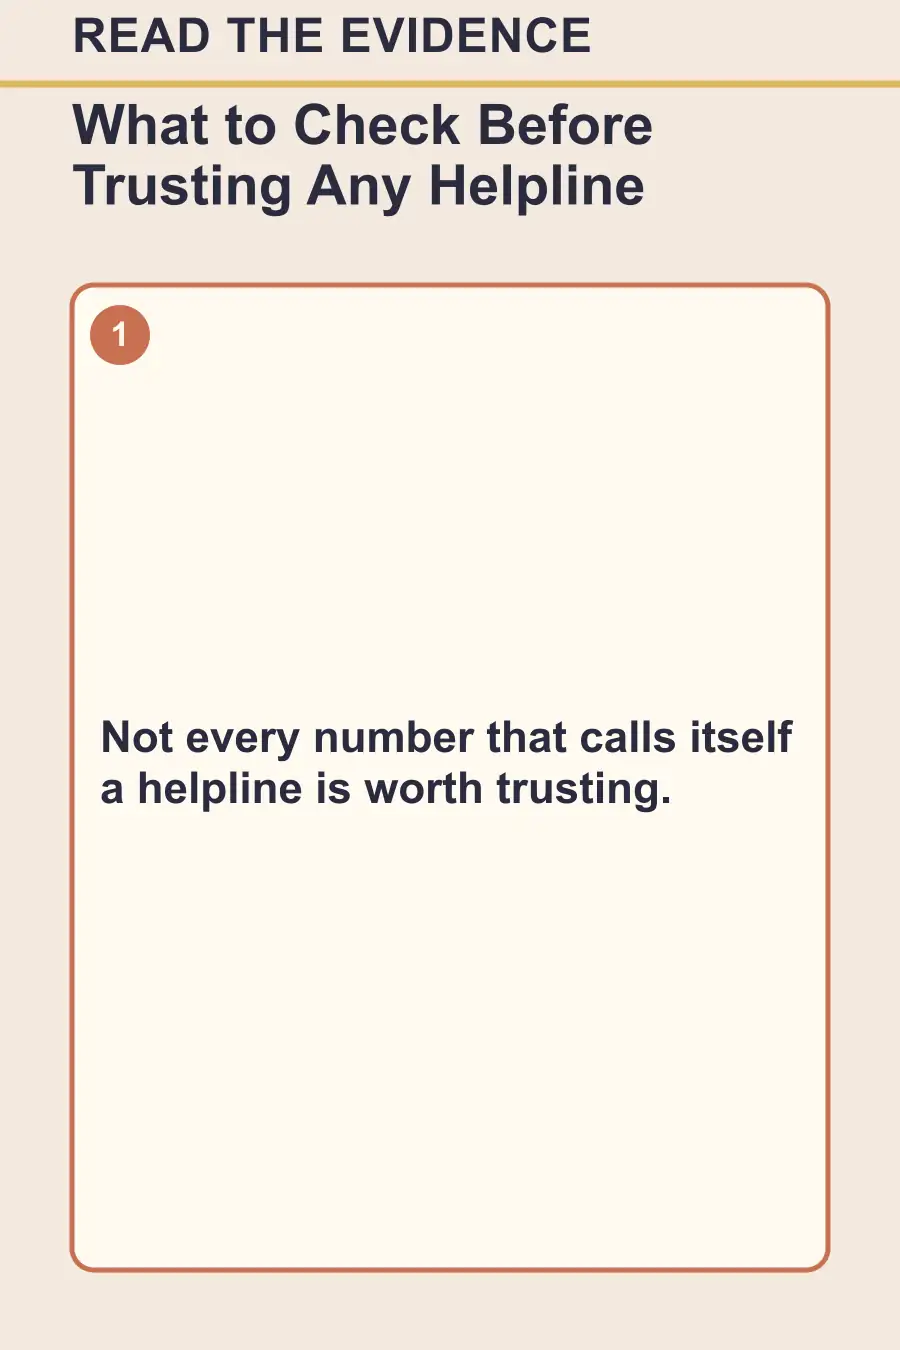 READ THE EVIDENCE
What to Check Before
Trusting Any Helpline
1
Not every number that calls itself
a helpline is worth trusting.